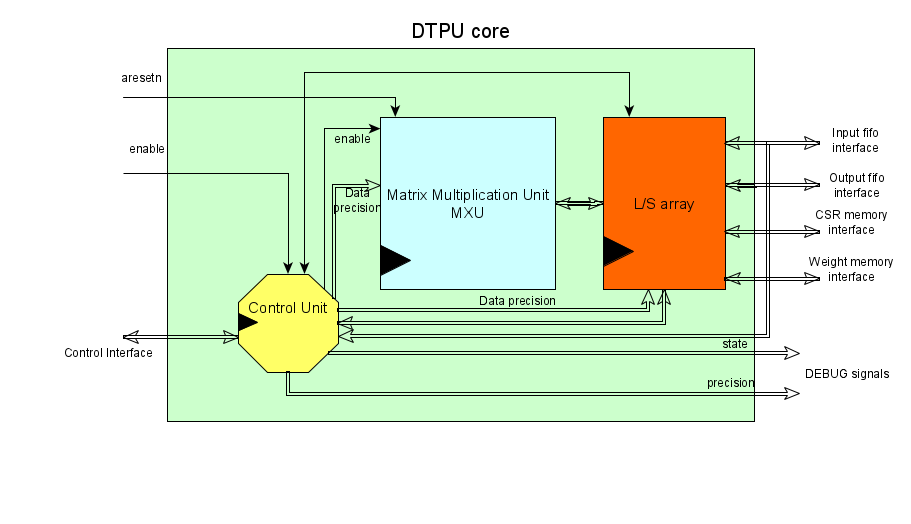 DTPU core
aresetn
enable
enable
Data
precision
Matrix Multiplication Unit
MXU
L/S array
Input fifo
interface
Output fifo
interface
CSR memory
interface
Weight memory
interface
Control Unit
Data precision
Control Interface
state
DEBUG signals
precision